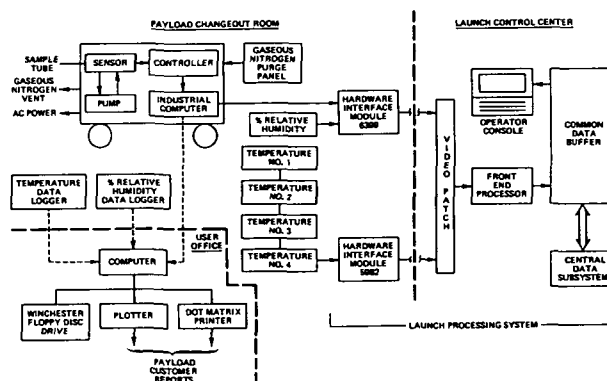 PAYLOAD CHANGEOUT ROOM
LAUNCH CONTROL CENTER
SAMPLE
TUBE
GASEOUS
NITROGEN
VENT
AC POWER
SENSOR
CONTROLLER
PUMP
INDUSTRIAL
COMPUTER
GASEOUS
NITROGEN
PURGE
PANEL
% RELATIVE
HUMIDITY
HARDWARE
INTERFACE
MODULE
6399
TEMPERATURE
NO. 1
TEMPERATURE
NO. 2
TEMPERATURE
NO. 3
TEMPERATURE
NO. 4
HARDWARE
INTERFACE
MODULE
5982
VIDEO PATCH
OPERATOR
CONSOLE
FRONT
END
PROCESSOR
COMMON
DATA
BUFFER
CENTRAL
DATA
SUBSYSTEM
LAUNCH PROCESSING SYSTEM
TEMPERATURE
DATA
LOGGER
% RELATIVE
HUMIDITY
DATA LOGGER
USER
OFFICE
COMPUTER
WINCHESTER
FLOPPY DISC
DRIVE
PLOTTER
DOT MATRIX
PRINTER
PAYLOAD
CUSTOMER
REPORTS